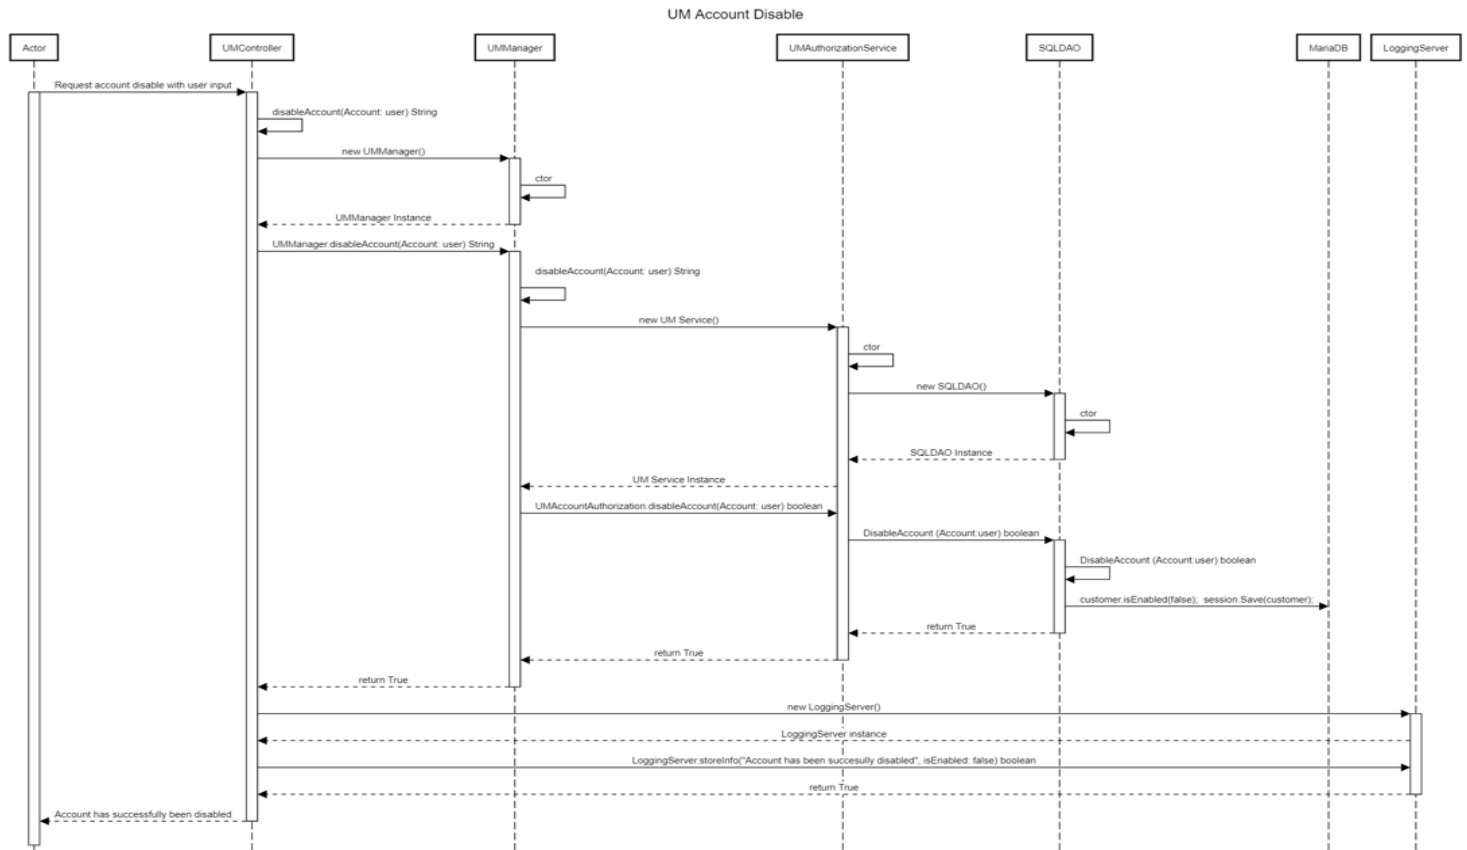 UM Account Disable
Actor
UMController
UMManager
UMAuthorizationService
SQLDAO
MariaDB
LoggingServer
Request account disable with user input
disableAccount(Account: user) String
new UMManager()
ctor
UMManager Instance
UMManager.disableAccount(Account: user) String
disableAccount(Account: user) String
new UM Service()
ctor
new SQLDAO()
ctor
SQLDAO Instance
UM Service Instance
UMAccountAuthorization.disableAccount(Account: user) boolean
DisableAccount (Account:user) boolean
DisableAccount (Account:user) boolean
customer.isEnabled(false);  session.Save(customer);
return True
return True
return True
new LoggingServer()
LoggingServer instance
LoggingServer.storeInfo("Account has been succesully disabled", isEnabled: false) boolean
return True
Account has successfully been disabled